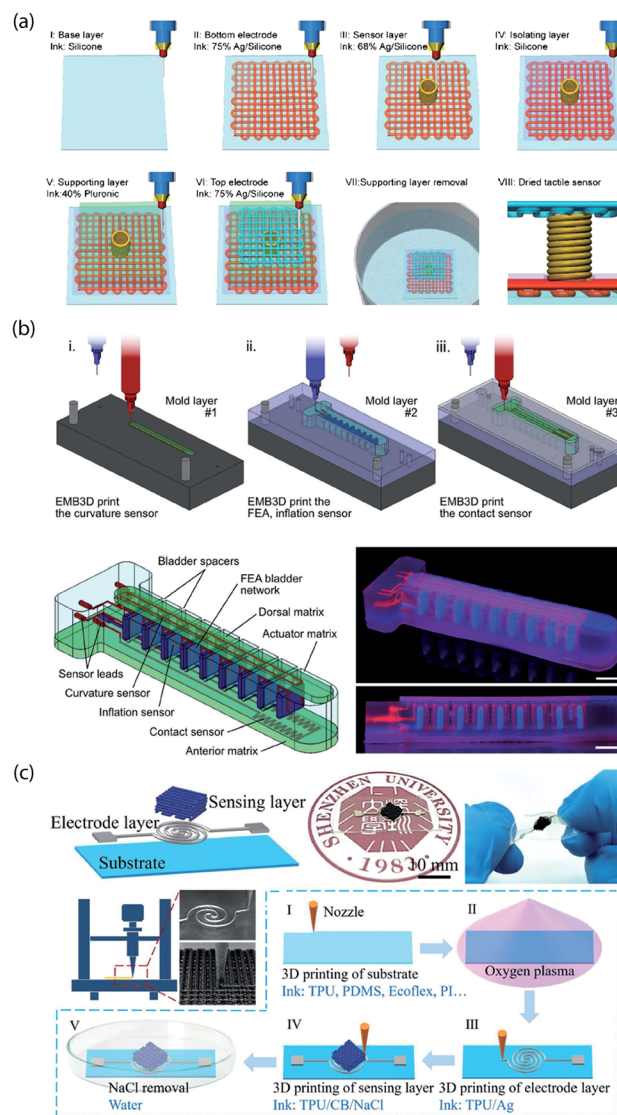 (a)
I: Base layer
Ink: Silicone
II: Bottom electrode
Ink: 75% Ag/Silicone
III: Sensor layer
Ink: 68% Ag/Silicone
IV: Isolating layer
Ink: Silicone
V: Supporting layer
Ink:40% Pluronic
VI: Top electrode
Ink: 75% Ag/Silicone
VII:Supporting layer removal
VIII: Dried tactile sensor
(b)
i.
Mold layer
#1
EMB3D print
the curvature sensor
ii.
Mold layer
#2
EMB3D print the
FEA, inflation sensor
iii.
Mold layer
#3
EMB3D print
the contact sensor
Bladder spacers
FEA bladder
network
Dorsal matrix
Actuator matrix
Sensor leads
Curvature sensor
Inflation sensor
Contact sensor
Anterior matrix
(c)
Sensing layer
Electrode layer
Substrate
SHENZHEN UNIVERSITY
1983
10 mm
I
Nozzle
3D printing of substrate
Ink: TPU, PDMS, Ecoflex, PI…
II
Oxygen plasma
V
NaCl removal
Water
IV
3D printing of sensing layer
Ink: TPU/CB/NaCl
III
3D printing of electrode layer
Ink: TPU/Ag